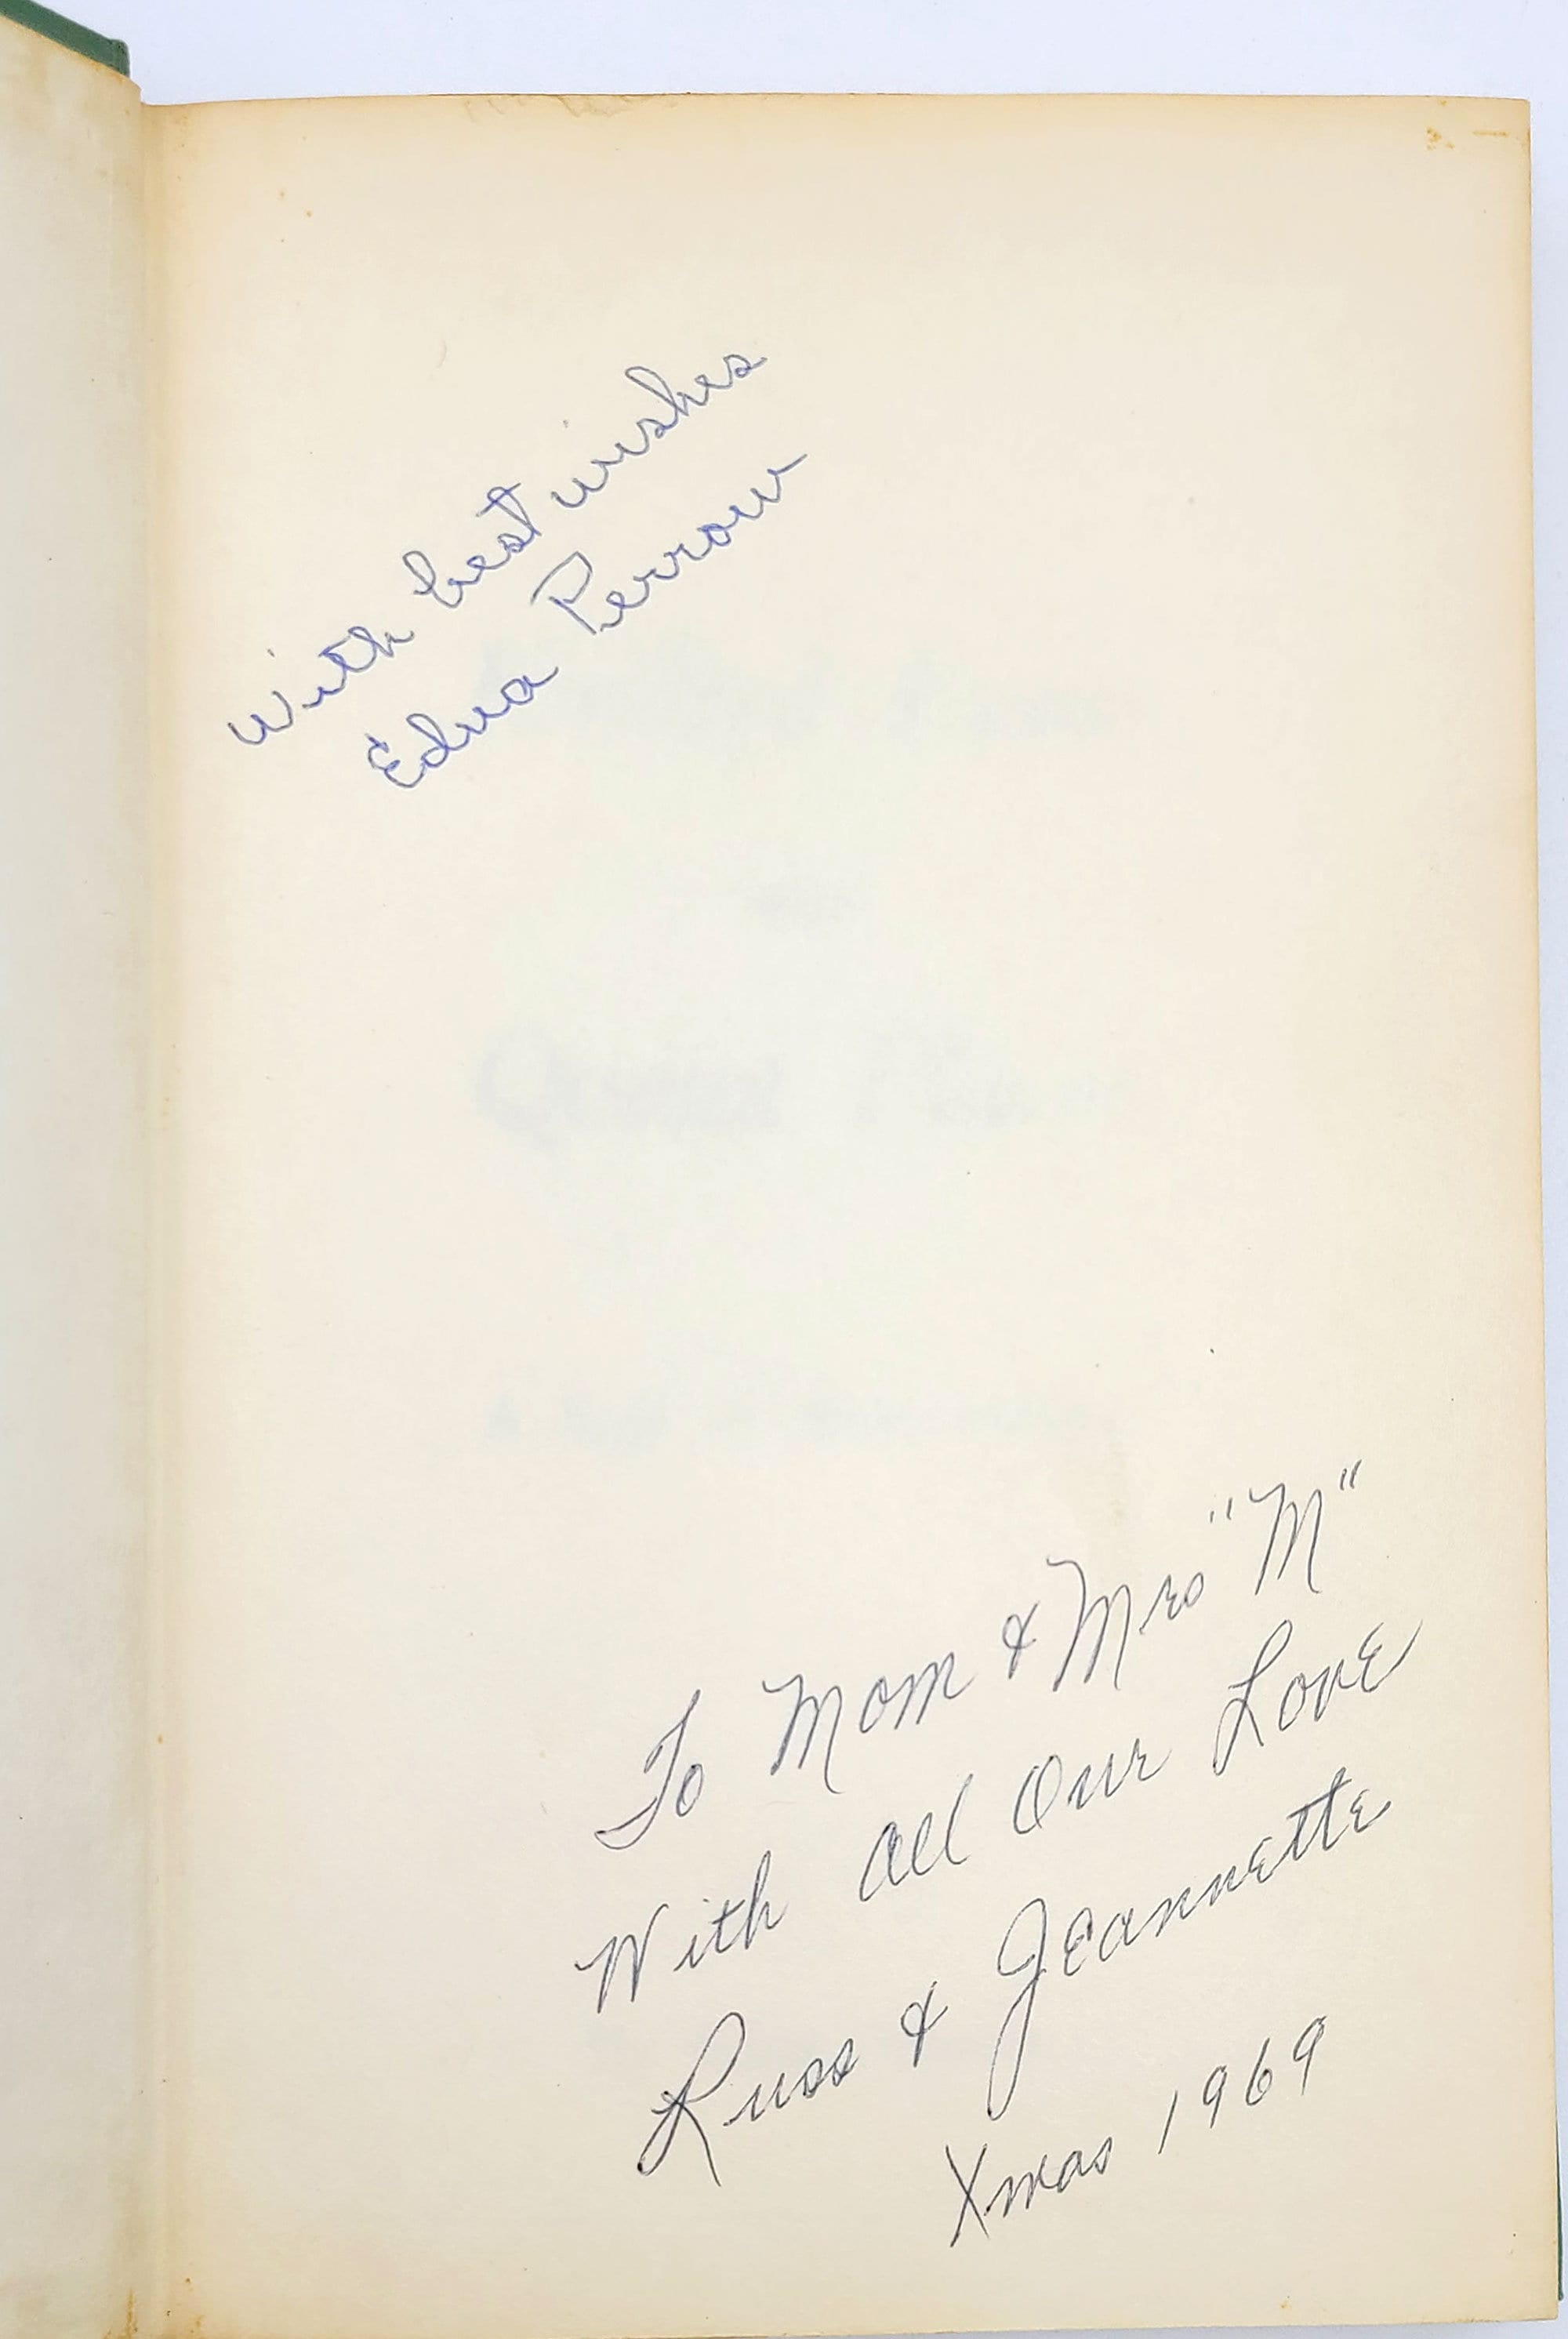 With best wishes
Edna Perrow
To Mom & Mrs "M"
With all Our Love
Russ & Jeannette
Xmas 1969